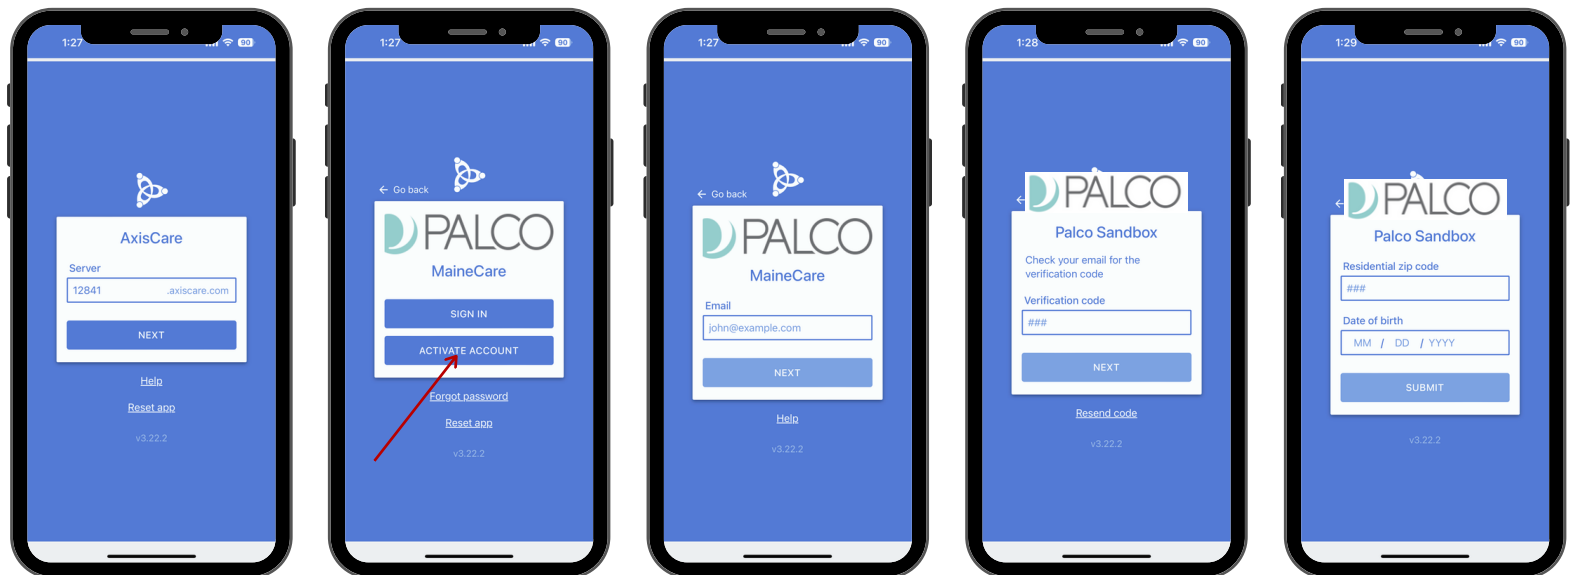 1:27
90
AxisCare
Server
12841
.axiscare.com
NEXT
Help
Reset app
v3.22.2
1:27
90
← Go back
PALCO
MaineCare
SIGN IN
ACTIVATE ACCOUNT
Forgot password
Reset app
v3.22.2
1:27
90
← Go back
PALCO
MaineCare
Email
john@example.com
NEXT
Help
v3.22.2
1:28
90
PALCO
Palco Sandbox
Check your email for the
verification code
Verification code
###
NEXT
Resend code
v3.22.2
1:29
90
PALCO
Palco Sandbox
Residential zip code
###
Date of birth
MM / DD / YYYY
SUBMIT
v3.22.2